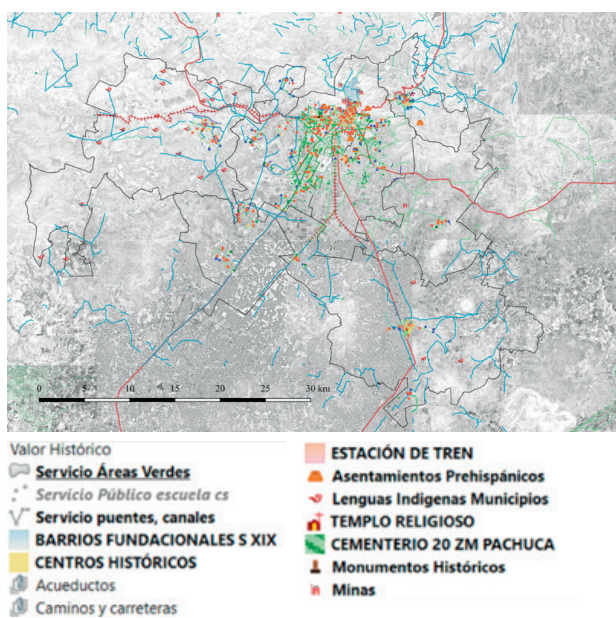 0 5 10 15 20 25 30 km
Valor Histórico
Servicio Áreas Verdes
Servicio Público escuela cs
Servicio puentes, canales
BARRIOS FUNDACIONALES S XIX
CENTROS HISTÓRICOS
Acueductos
Caminos y carreteras
ESTACIÓN DE TREN
Asentamientos Prehispánicos
Lenguas Indigenas Municipios
TEMPLO RELIGIOSO
CEMENTERIO 20 ZM PACHUCA
Monumentos Históricos
Minas